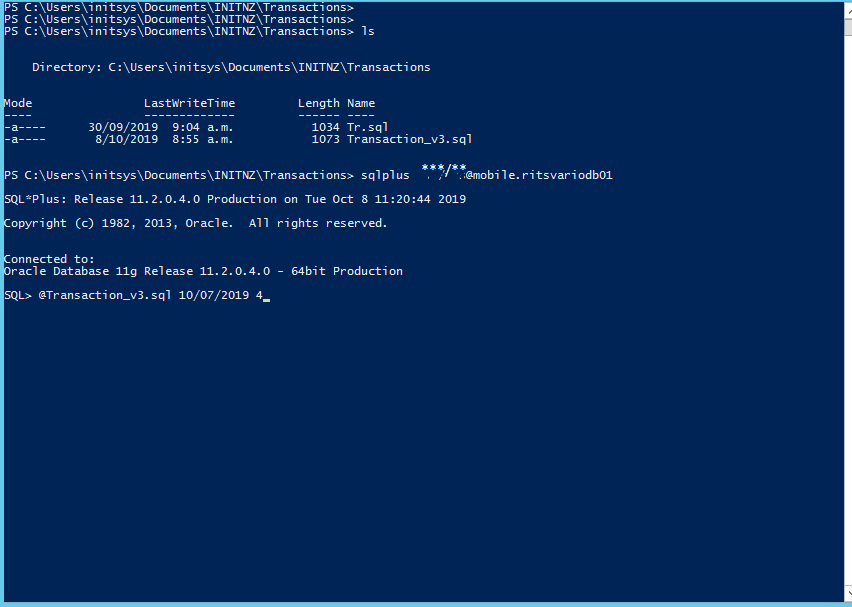 PS C:\Users\initsys\Documents\INITNZ\Transactions>
PS C:\Users\initsys\Documents\INITNZ\Transactions>
PS C:\Users\initsys\Documents\INITNZ\Transactions> ls
Directory: C:\Users\initsys\Documents\INITNZ\Transactions
Mode LastWriteTime Length Name
---- ------------- ------ ----
-a---- 30/09/2019 9:04 a.m. 1034 Tr.sql
-a---- 8/10/2019 8:55 a.m. 1073 Transaction_v3.sql
PS C:\Users\initsys\Documents\INITNZ\Transactions> sqlplus ***/**@mobile.ritsvariodb01
SQL*Plus: Release 11.2.0.4.0 Production on Tue Oct 8 11:20:44 2019
Copyright (c) 1982, 2013, Oracle. All rights reserved.
Connected to:
Oracle Database 11g Release 11.2.0.4.0 - 64bit Production
SQL> @Transaction_v3.sql 10/07/2019 4_